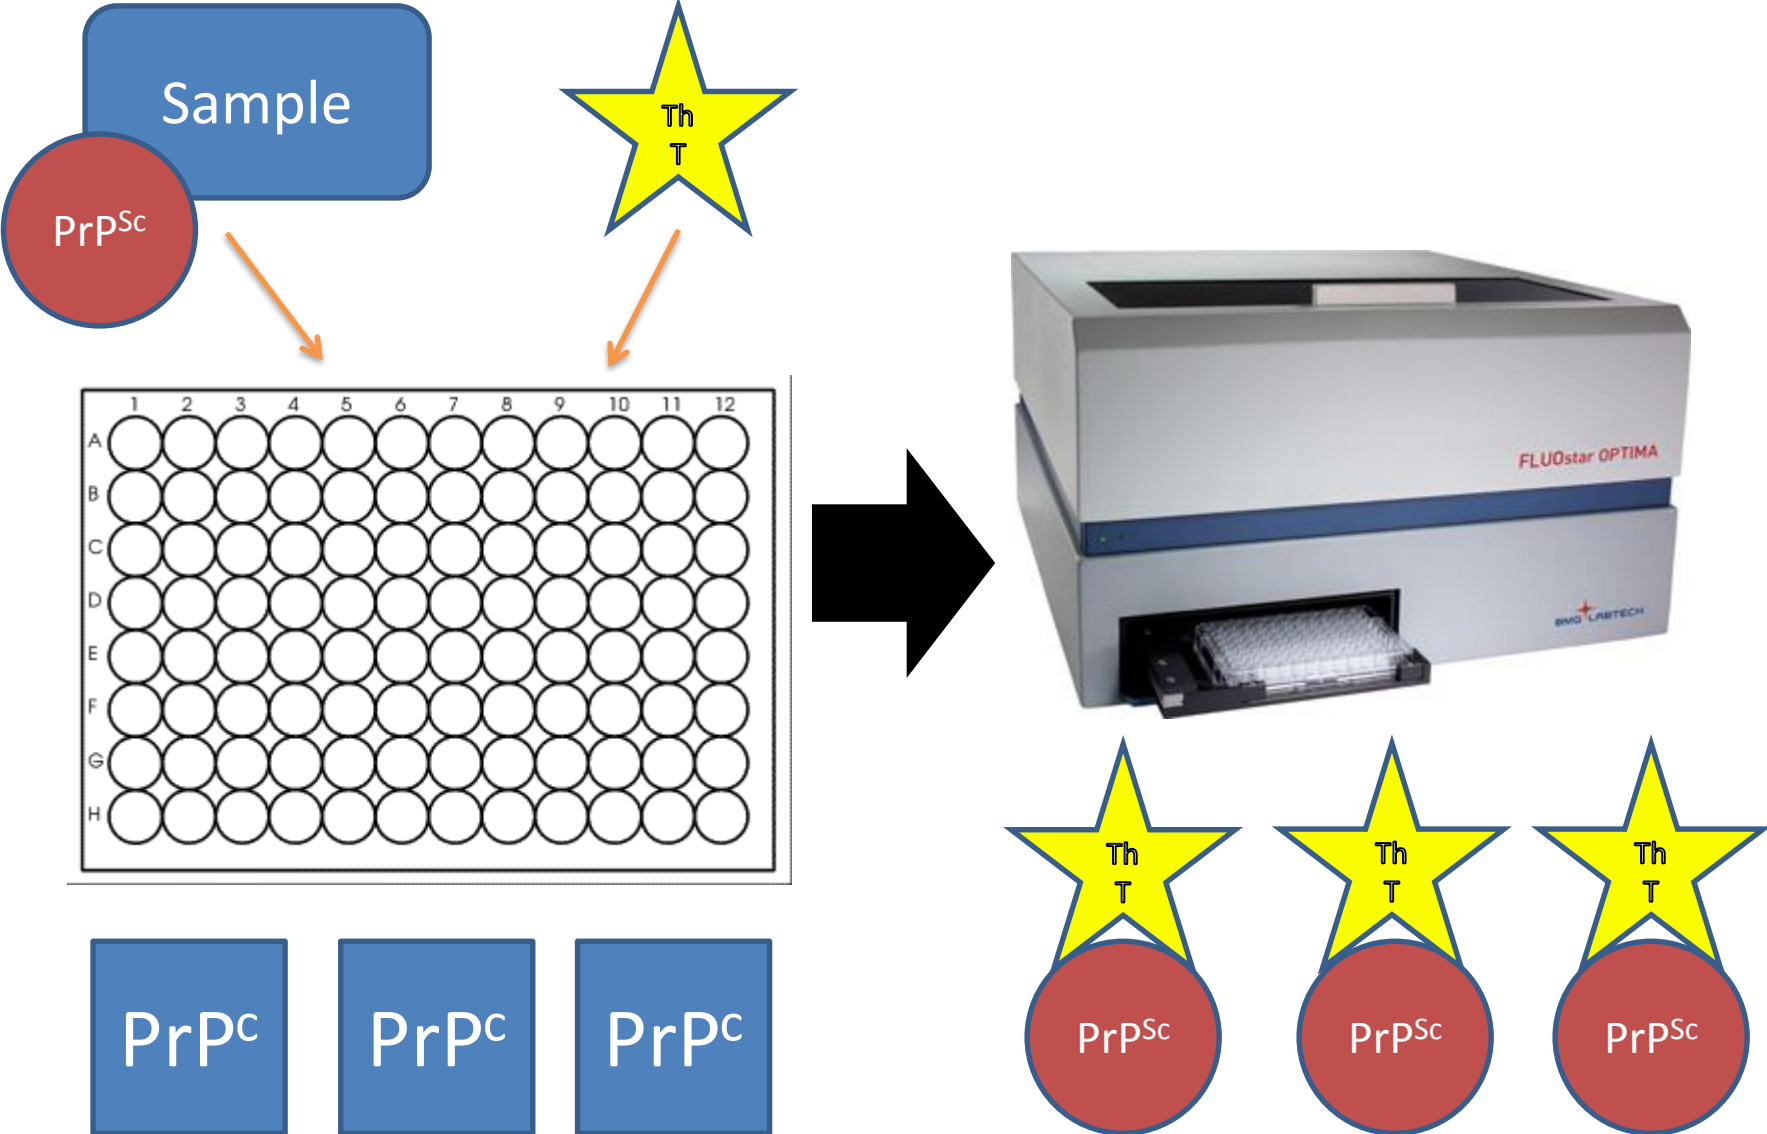 Sample
PrPSc
Th
T
1 2 3 4 5 6 7 8 9 10 11 12
A
B
C
D
E
F
G
H
FLUOstar OPTIMA
BMG LABTECH
PrPC PrPC PrPC
Th Th Th
T T T
PrPSc PrPSc PrPSc